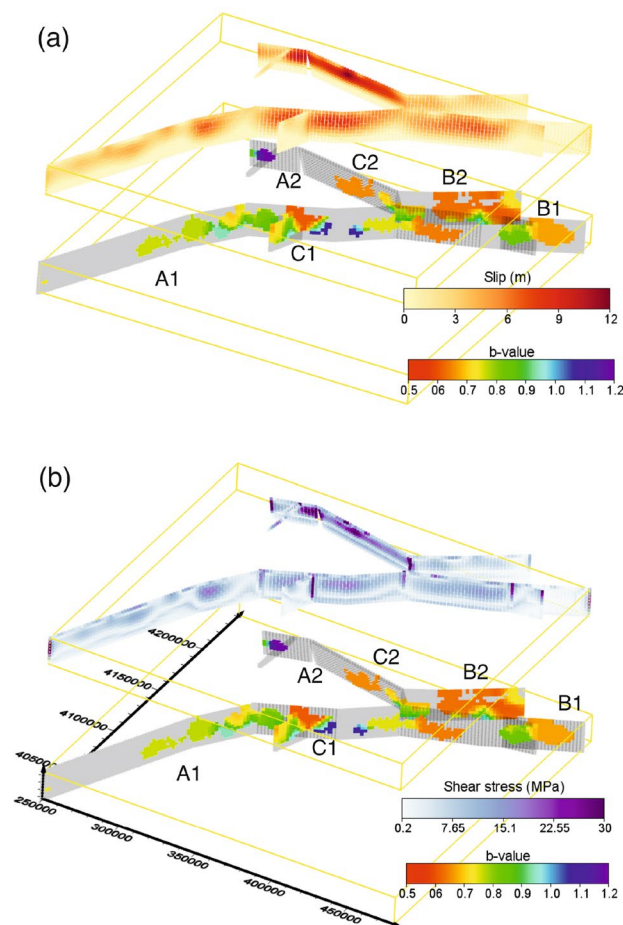 (a)
A2
C2
B2
B1
C1
A1
Slip (m)
0 3 6 9 12
b-value
0.5 06 0.7 0.8 0.9 1.0 1.1 1.2
(b)
4200000
4150000
4100000
405000
250000
300000
350000
400000
450000
A2
C2
B2
B1
C1
A1
Shear stress (MPa)
0.2 7.65 15.1 22.55 30
b-value
0.5 06 0.7 0.8 0.9 1.0 1.1 1.2